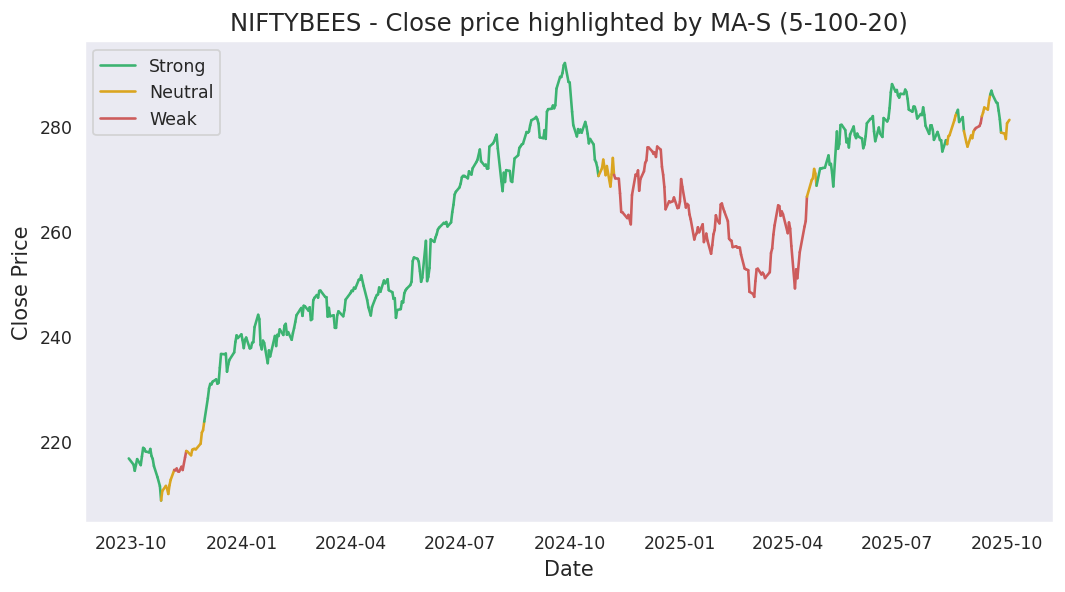 NIFTYBEES - Close price highlighted by MA-S (5-100-20)
Strong
Neutral
Weak
Close Price
280
260
240
220
2023-10 2024-01 2024-04 2024-07 2024-10 2025-01 2025-04 2025-07 2025-10
Date